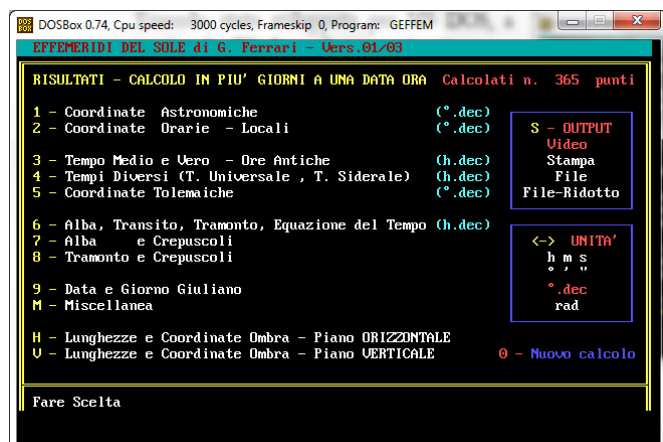 DOSBox 0.74, Cpu speed: 3000 cycles, Frameskip 0, Program: GEFFEM
EFFEMERIDI DEL SOLE di G. Ferrari - Vers.01/03
RISULTATI - CALCOLO IN PIU' GIORNI A UNA DATA ORA Calcolati n. 365 punti
1 - Coordinate Astronomiche (°.dec)
2 - Coordinate Orarie - Locali (°.dec)
3 - Tempo Medio e Vero - Ore Antiche (h.dec)
4 - Tempi Diversi (T. Universale , T. Siderale) (h.dec)
5 - Coordinate Tolemaiche (°.dec)
6 - Alba, Transito, Tramonto, Equazione del Tempo (h.dec)
7 - Alba e Crepuscoli
8 - Tramonto e Crepuscoli
9 - Data e Giorno Giuliano
M - Miscellanea
H - Lunghezze e Coordinate Ombra - Piano ORIZZONTALE
V - Lunghezze e Coordinate Ombra - Piano VERTICALE
S - OUTPUT
Video
Stampa
File
File-Ridotto
<-> UNITA'
h m s
° ' "
°.dec
rad
0 - Nuovo calcolo
Fare Scelta